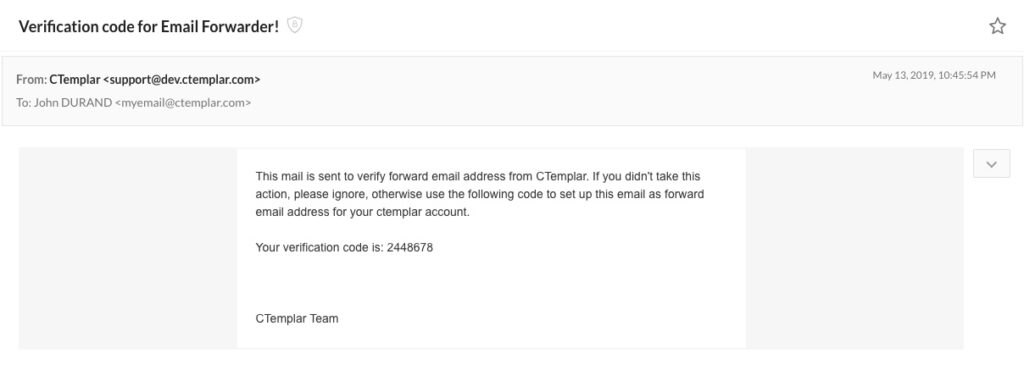 Verification code for Email Forwarder!
From: CTemplar <support@dev.ctemplar.com>
May 13, 2019, 10:45:54 PM
To: John DURAND <myemail@ctemplar.com>
This mail is sent to verify forward email address from CTemplar. If you didn't take this
action, please ignore, otherwise use the following code to set up this email as forward
email address for your ctemplar account.
Your verification code is: 2448678
CTemplar Team